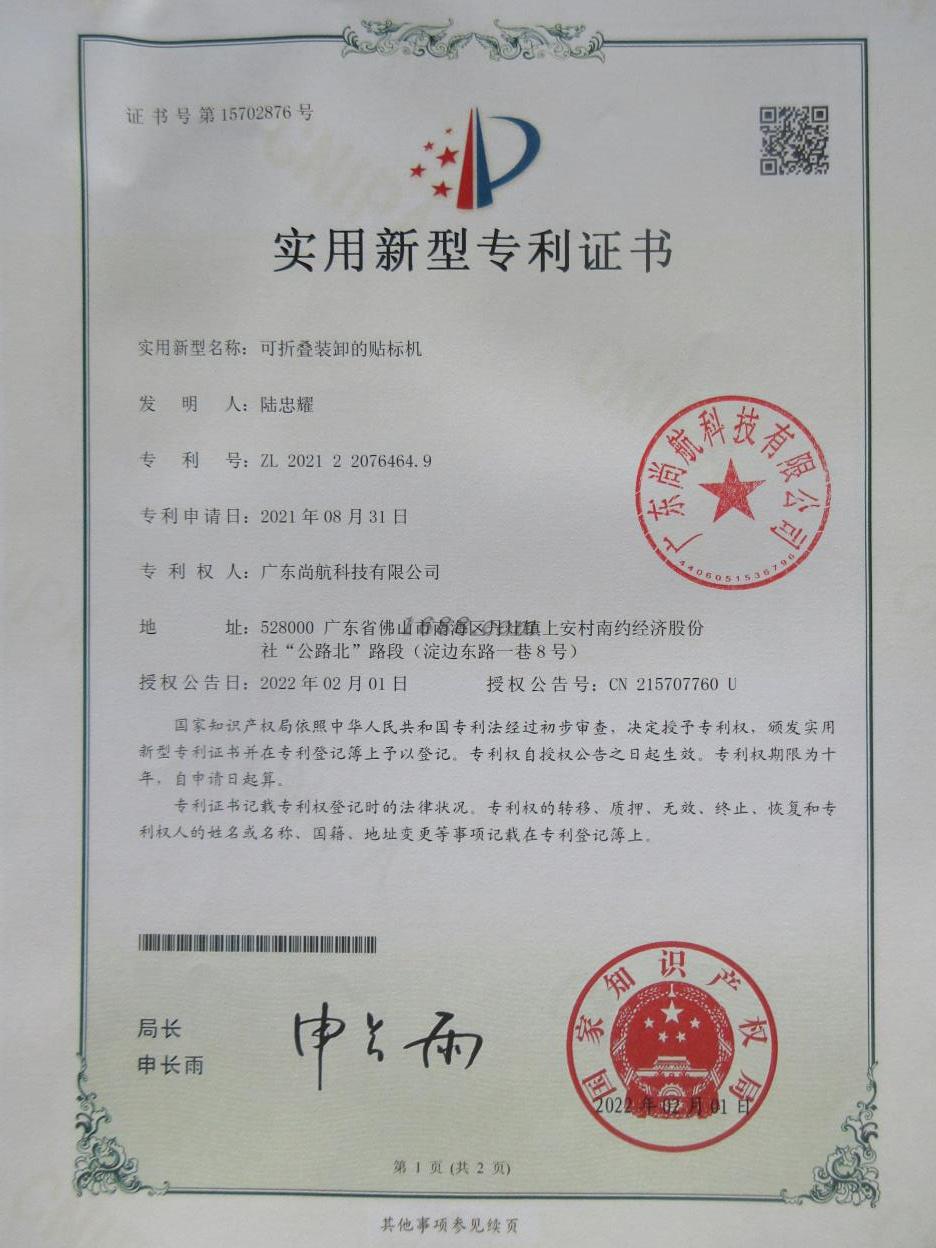 证书号第15702876号
实用新型专利证书
实用新型名称：可折叠装卸的贴标机
发明人：陆忠耀
专利号：ZL 2021 2 2076464.9
专利申请日：2021年08月31日
专利权人：广东尚航科技有限公司
广东尚航科技有限公司
4406051536796
地址：528000 广东省佛山市南海区丹灶镇上安村南约经济股份
社“公路北”路段（淀边东路一巷8号）
1688.com
授权公告日：2022年02月01日 授权公告号：CN 215707760 U
国家知识产权局依照中华人民共和国专利法经过初步审查，决定授予专利权，颁发实用
新型专利证书并在专利登记簿上予以登记。专利权自授权公告之日起生效。专利权期限为十
年，自申请日起算。
专利证书记载专利权登记时的法律状况。专利权的转移、质押、无效、终止、恢复和专
利权人的姓名或名称、国籍、地址变更等事项记载在专利登记簿上。
局长
申长雨
申长雨
国家知识产权局
2022年02月01日
第 1 页 (共 2 页)
其他事项参见续页